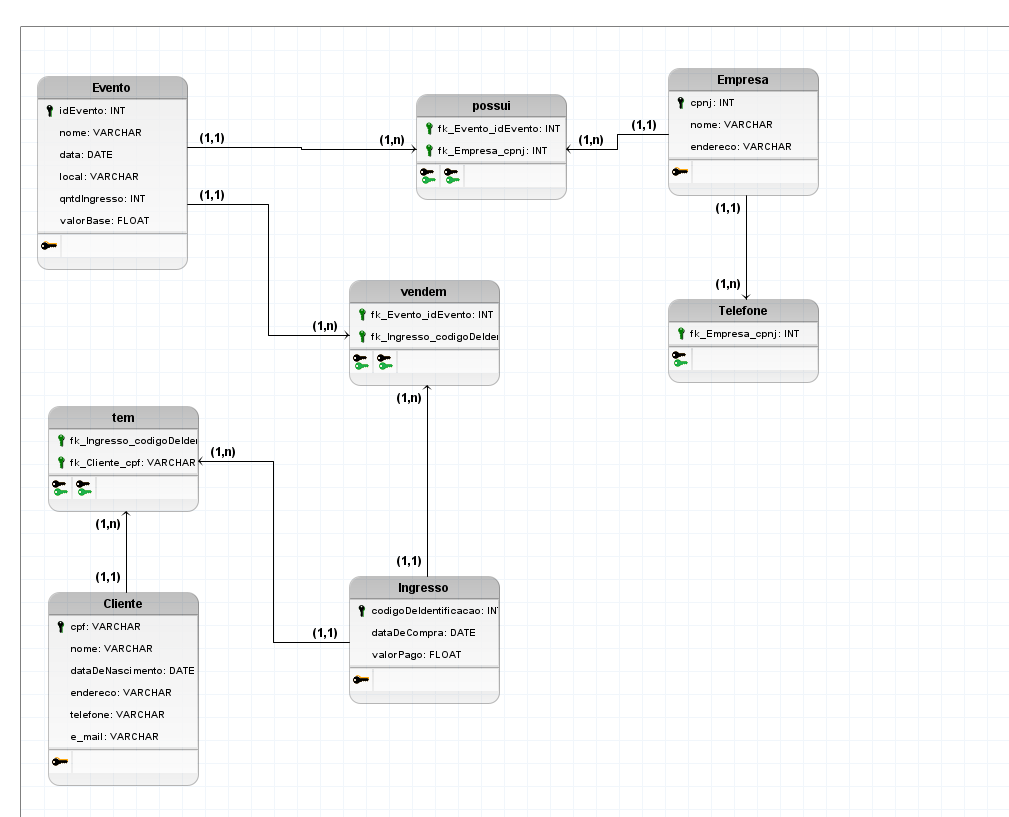 Evento
idEvento: INT
nome: VARCHAR
data: DATE
local: VARCHAR
qntdIngresso: INT
valorBase: FLOAT
(1,1)
(1,n)
possui
fk_Evento_idEvento: INT
fk_Empresa_cpnj: INT
(1,n)
(1,1)
Empresa
cpnj: INT
nome: VARCHAR
endereco: VARCHAR
(1,1)
(1,n)
Telefone
fk_Empresa_cpnj: INT
(1,1)
(1,n)
vendem
fk_Evento_idEvento: INT
fk_Ingresso_codigoDeIden
(1,n)
(1,1)
tem
fk_Ingresso_codigoDeIden
fk_Cliente_cpf: VARCHAR
(1,n)
(1,n)
(1,1)
(1,1)
Cliente
cpf: VARCHAR
nome: VARCHAR
dataDeNascimento: DATE
endereco: VARCHAR
telefone: VARCHAR
e_mail: VARCHAR
Ingresso
codigoDeIdentificacao: INT
dataDeCompra: DATE
valorPago: FLOAT